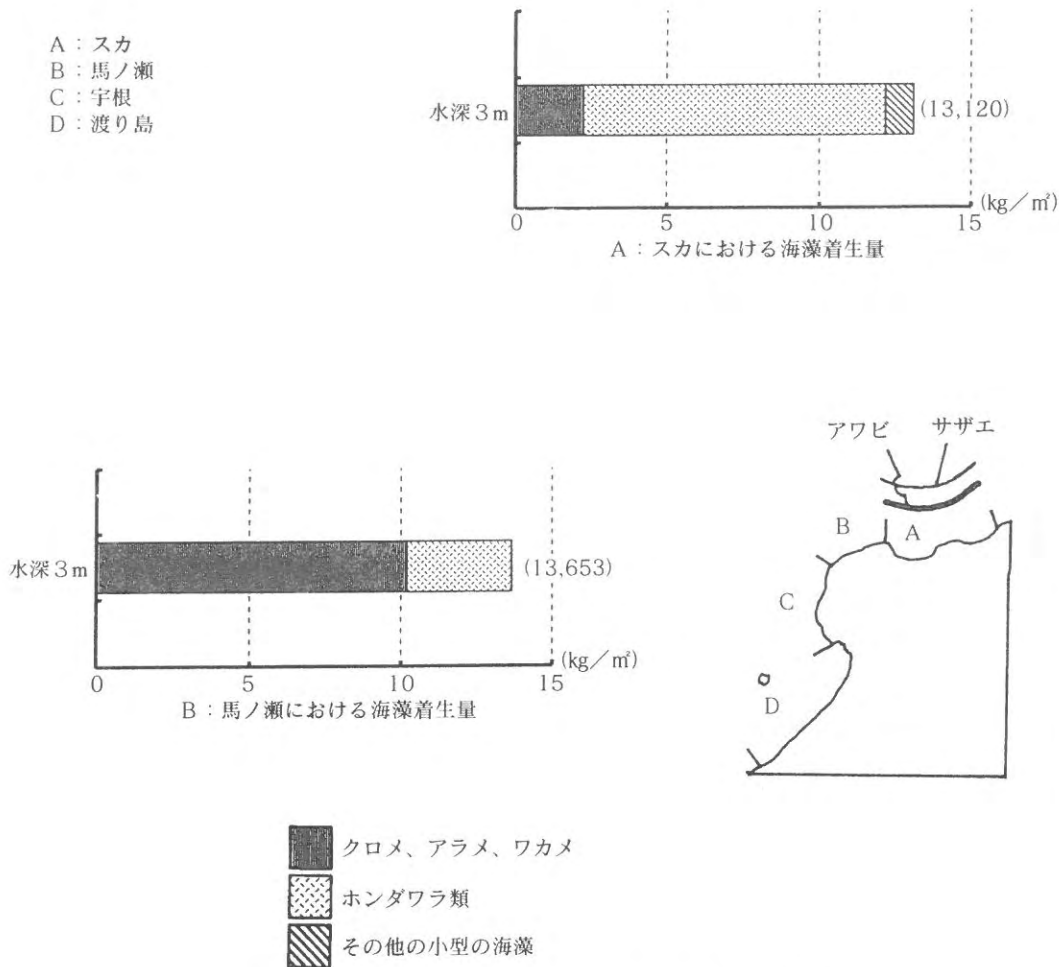 A：スカ
B：馬ノ瀬
C：宇根
D：渡り島
水深３m
(13,120)
0 5 10 15 (kg／㎡)
A：スカにおける海藻着生量
水深３m
(13,653)
0 5 10 15 (kg／㎡)
B：馬ノ瀬における海藻着生量
アワビ サザエ
B A
C
D
クロメ、アラメ、ワカメ
ホンダワラ類
その他の小型の海藻